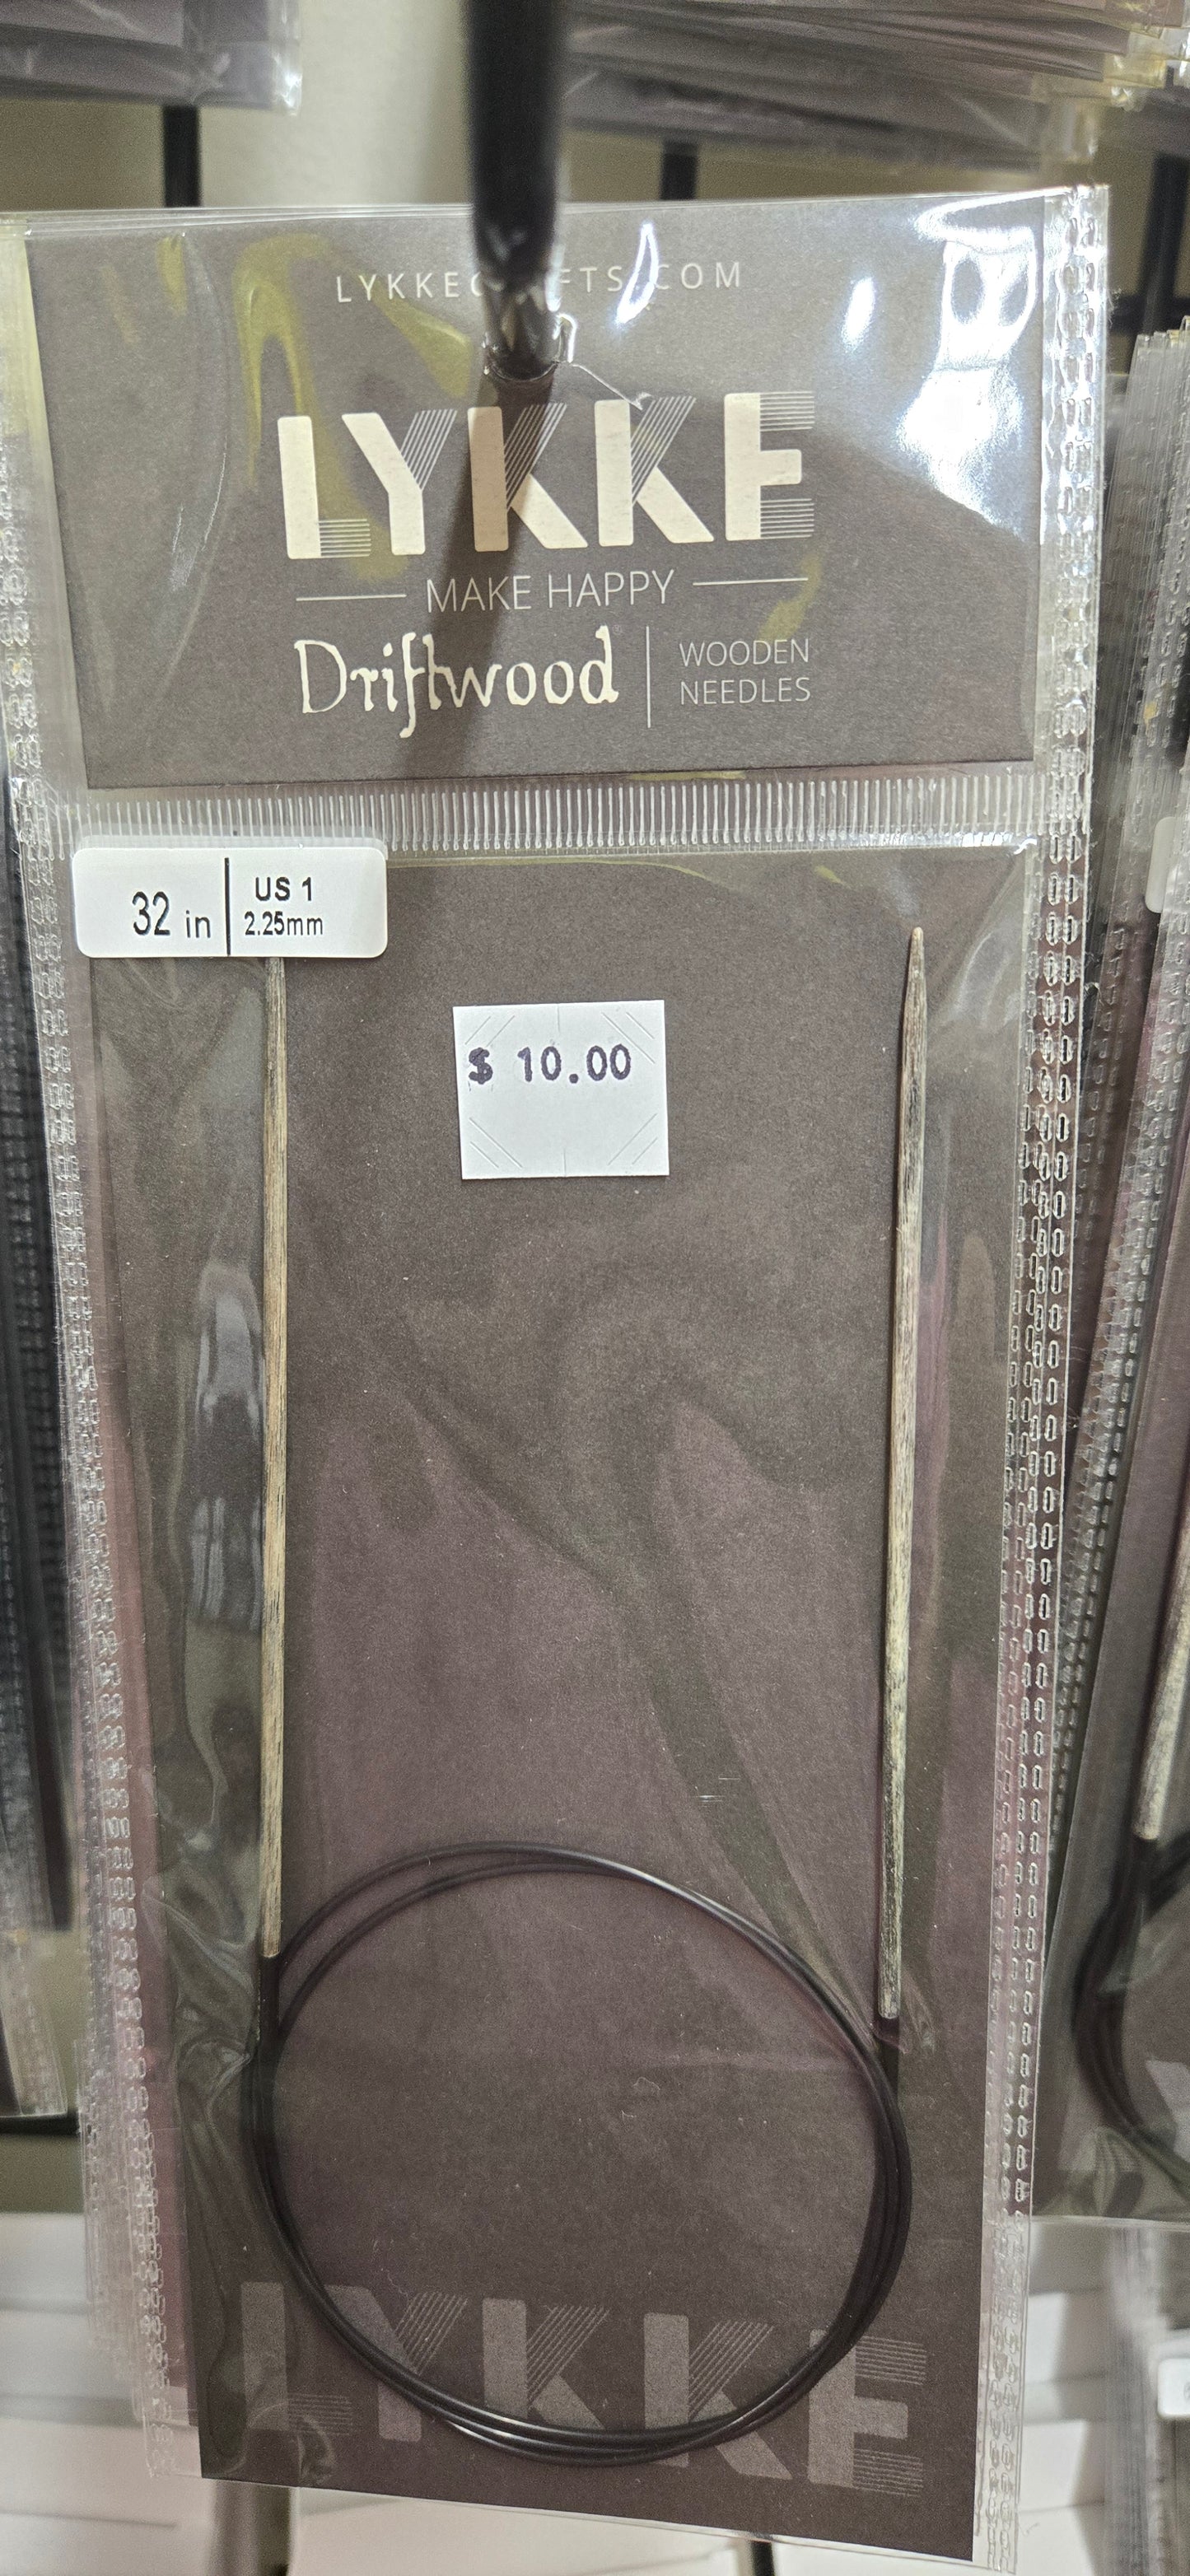 LYKKE
MAKE HAPPY
Driftwood
WOODEN
NEEDLES
32 in
US 1
2.25mm
$ 10.00
LYKKE